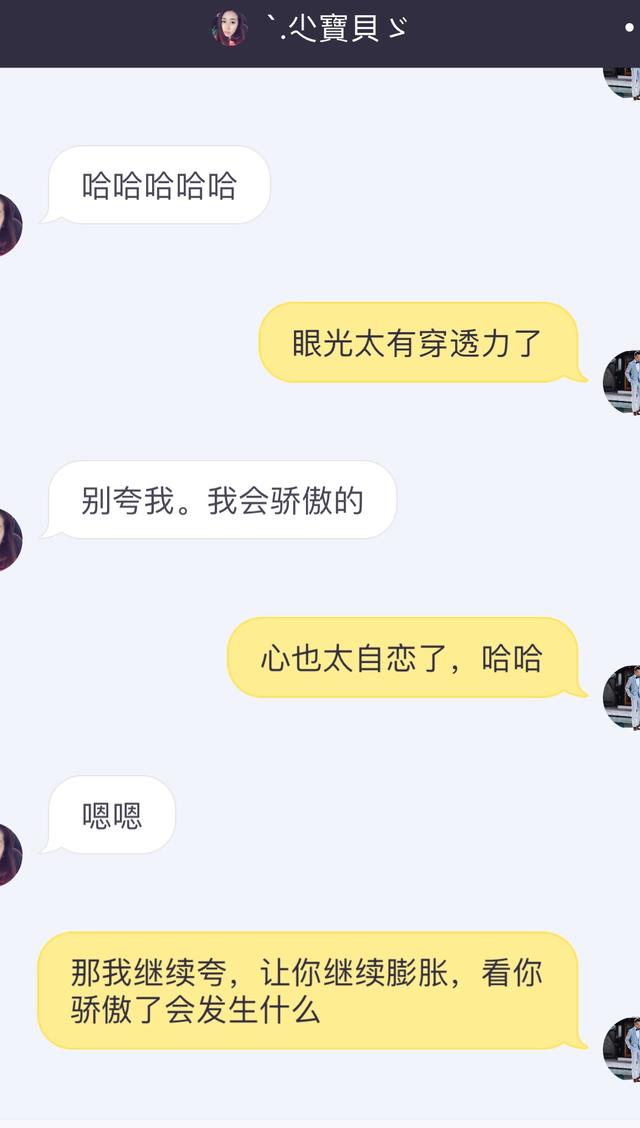 `.尐寶貝ゞ
哈哈哈哈哈
眼光太有穿透力了
别夸我。我会骄傲的
心也太自恋了，哈哈
嗯嗯
那我继续夸，让你继续膨胀，看你
骄傲了会发生什么